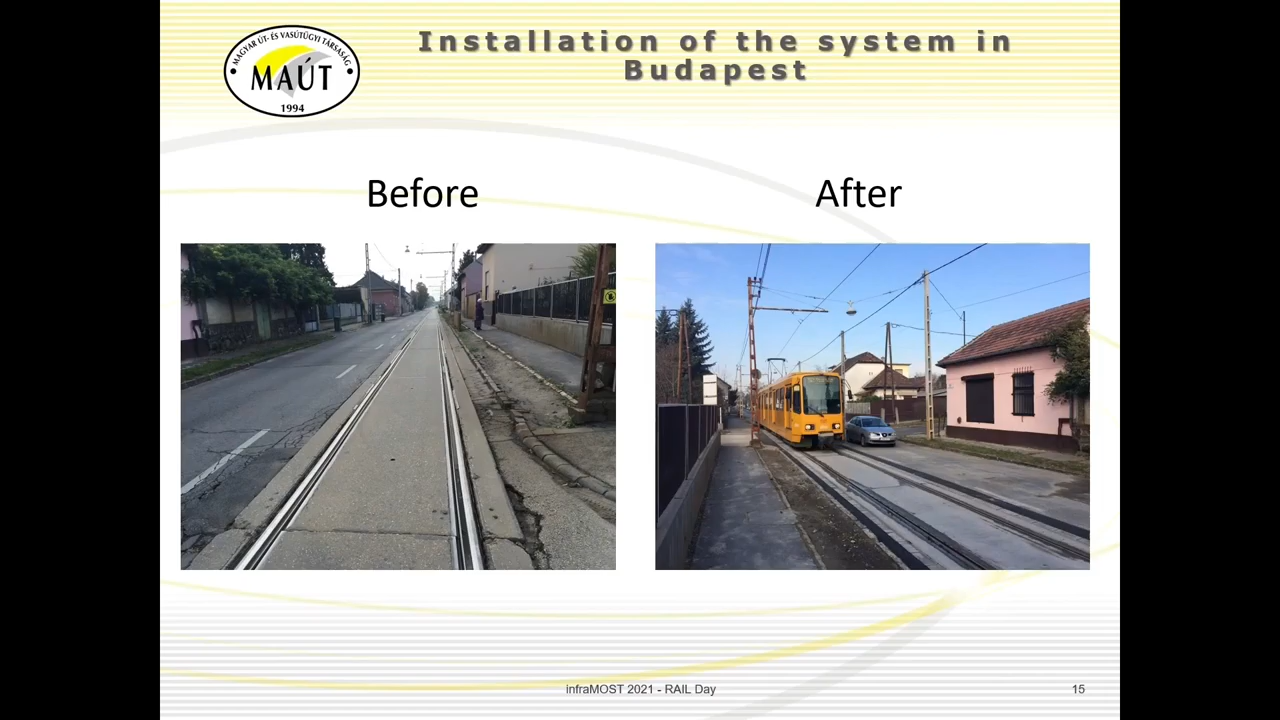 MAGYAR ÚT- ÉS VASÚTÜGYI TÁRSASÁG
MAÚT
1994
Installation of the system in
Budapest
Before
After
infraMOST 2021 - RAIL Day
15